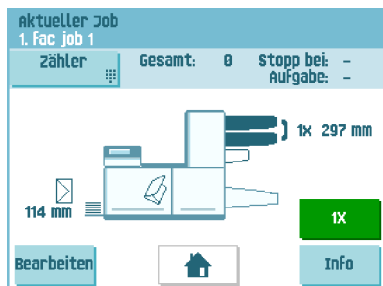 Aktueller Job
1. Fac job 1
Zähler
Gesamt: 0
Stopp bei: -
Aufgabe: -
1x 297 mm
114 mm
1X
Bearbeiten
Info